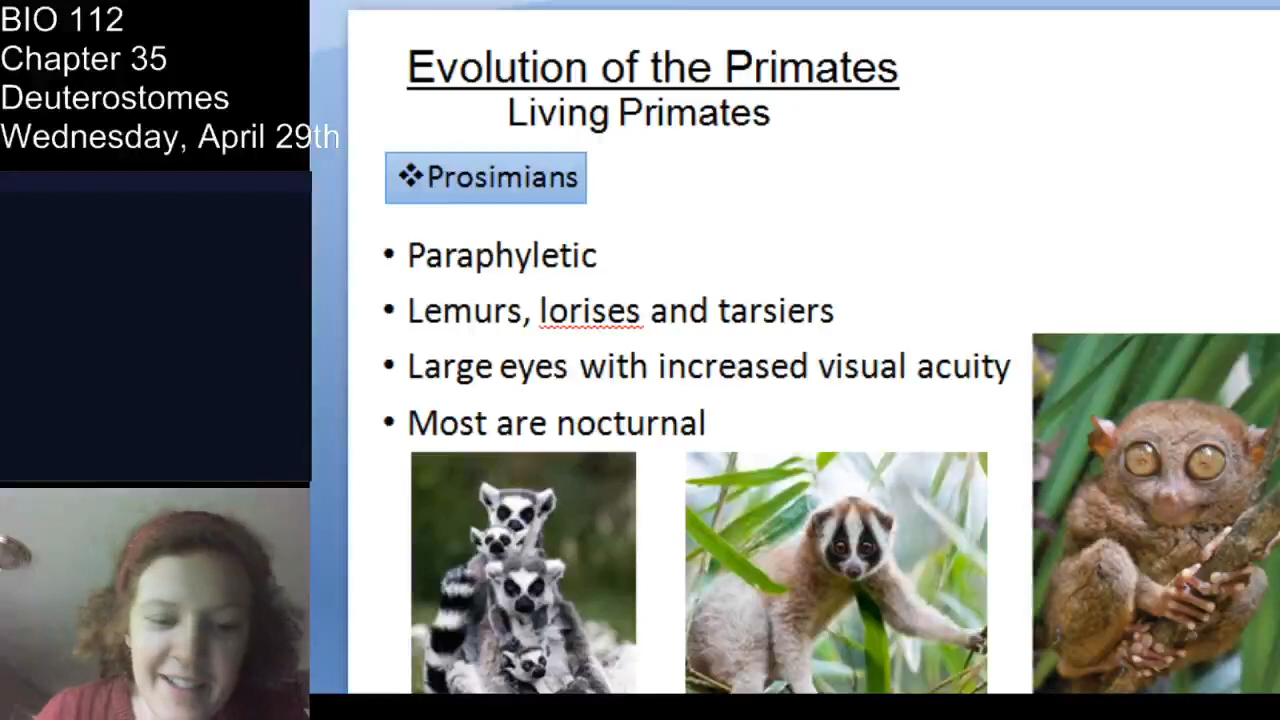 BIO 112
Chapter 35
Deuterostomes
Wednesday, April 29th
Evolution of the Primates
Living Primates
❖Prosimians
• Paraphyletic
• Lemurs, lorises and tarsiers
• Large eyes with increased visual acuity
• Most are nocturnal